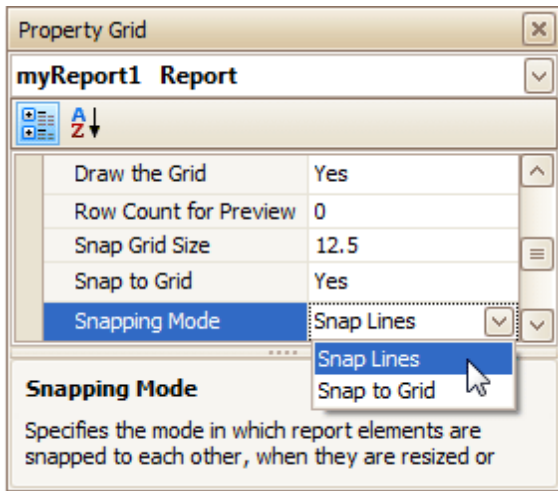 Property Grid
myReport1 Report
A
Z
Draw the Grid Yes
Row Count for Preview 0
Snap Grid Size 12.5
Snap to Grid Yes
Snapping Mode Snap Lines
Snap Lines
Snap to Grid
Snapping Mode
Specifies the mode in which report elements are
snapped to each other, when they are resized or